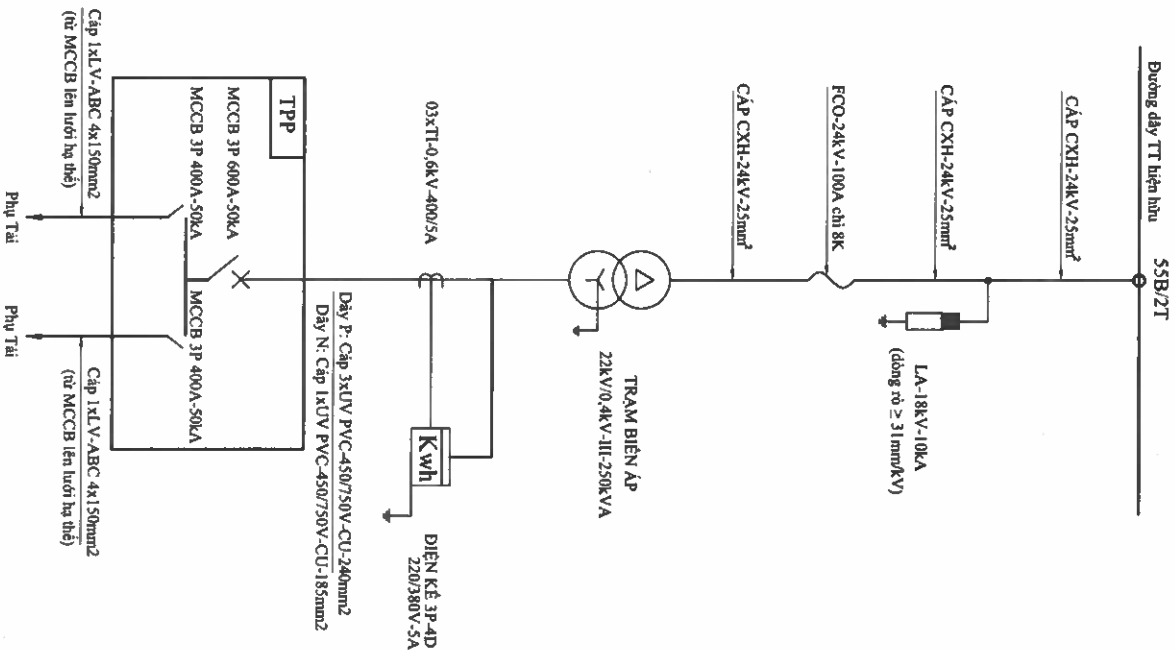 Đường dây TT hiện hữu
55B/2T
CÁP CXH-24kV-25mm²
CÁP CXH-24kV-25mm²
LA-18kV-10kA
(dòng rò ≥ 31mm/kV)
FCO-24kV-100A chì 8K
CÁP CXH-24kV-25mm²
TRẠM BIẾN ÁP
22kV/0,4kV-III-250kVA
03xTI-0,6kV-400/5A
Kwh
ĐIỆN KẾ 3P-4D
220/380V-5A
Dây P: Cáp 3xUV PVC-450/750V-CU-240mm2
Dây N: Cáp 1xUV PVC-450/750V-CU-185mm2
TPP
MCCB 3P 600A-50kA
MCCB 3P 400A-50kA
MCCB 3P 400A-50kA
Cáp 1xLV-ABC 4x150mm2
(từ MCCB lên lưới hạ thế)
Cáp 1xLV-ABC 4x150mm2
(từ MCCB lên lưới hạ thế)
Phụ Tải
Phụ Tải